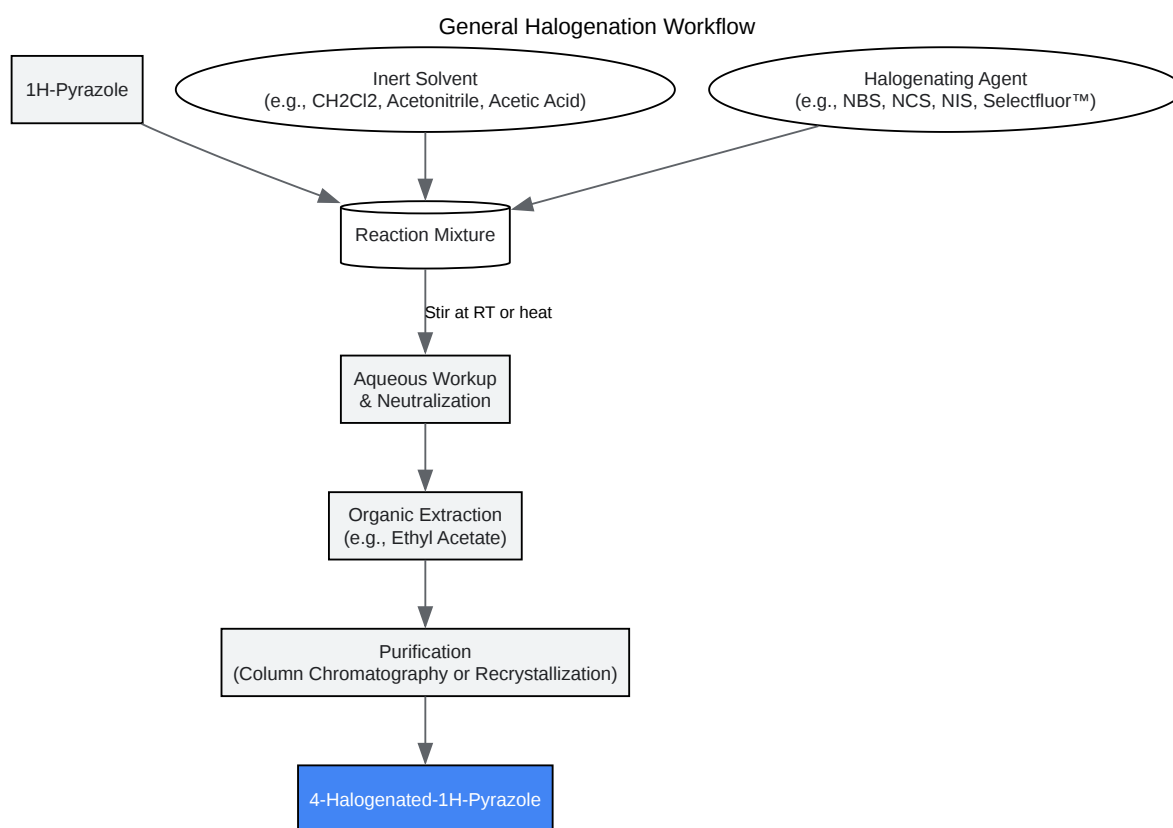 General Halogenation Workflow
1H-Pyrazole
Inert Solvent
(e.g., CH2Cl2, Acetonitrile, Acetic Acid)
Halogenating Agent
(e.g., NBS, NCS, NIS, Selectfluor™)
Reaction Mixture
Stir at RT or heat
Aqueous Workup
& Neutralization
Organic Extraction
(e.g., Ethyl Acetate)
Purification
(Column Chromatography or Recrystallization)
4-Halogenated-1H-Pyrazole